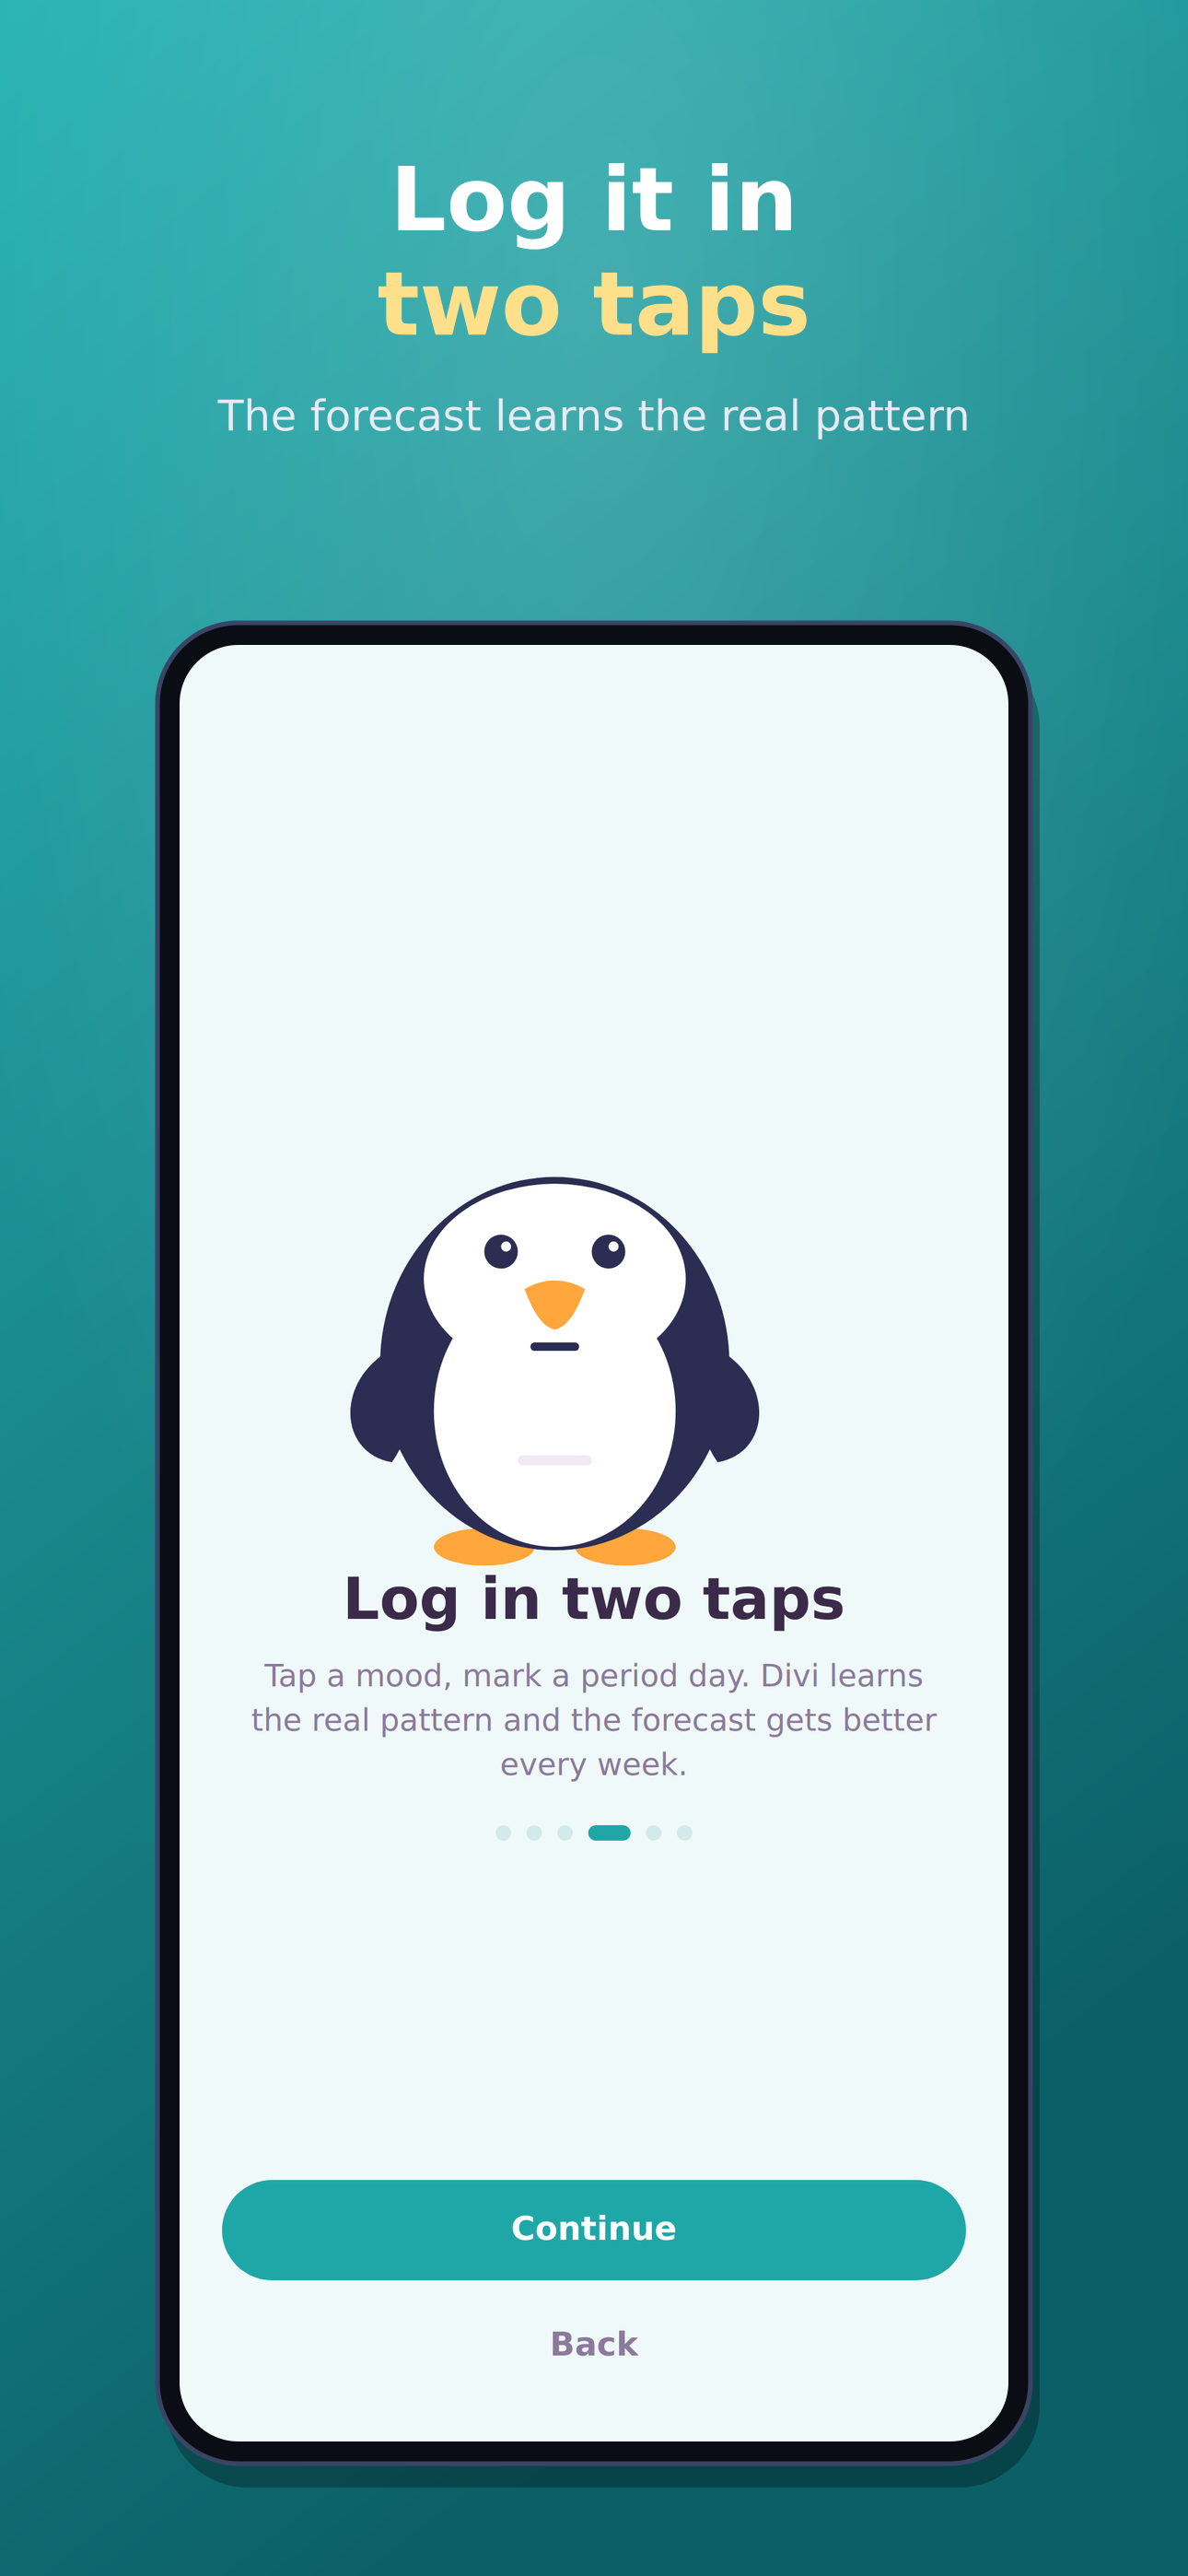 Log it in
two taps
The forecast learns the real pattern
Log in two taps
Tap a mood, mark a period day. Divi learns
the real pattern and the forecast gets better
every week.
Continue
Back